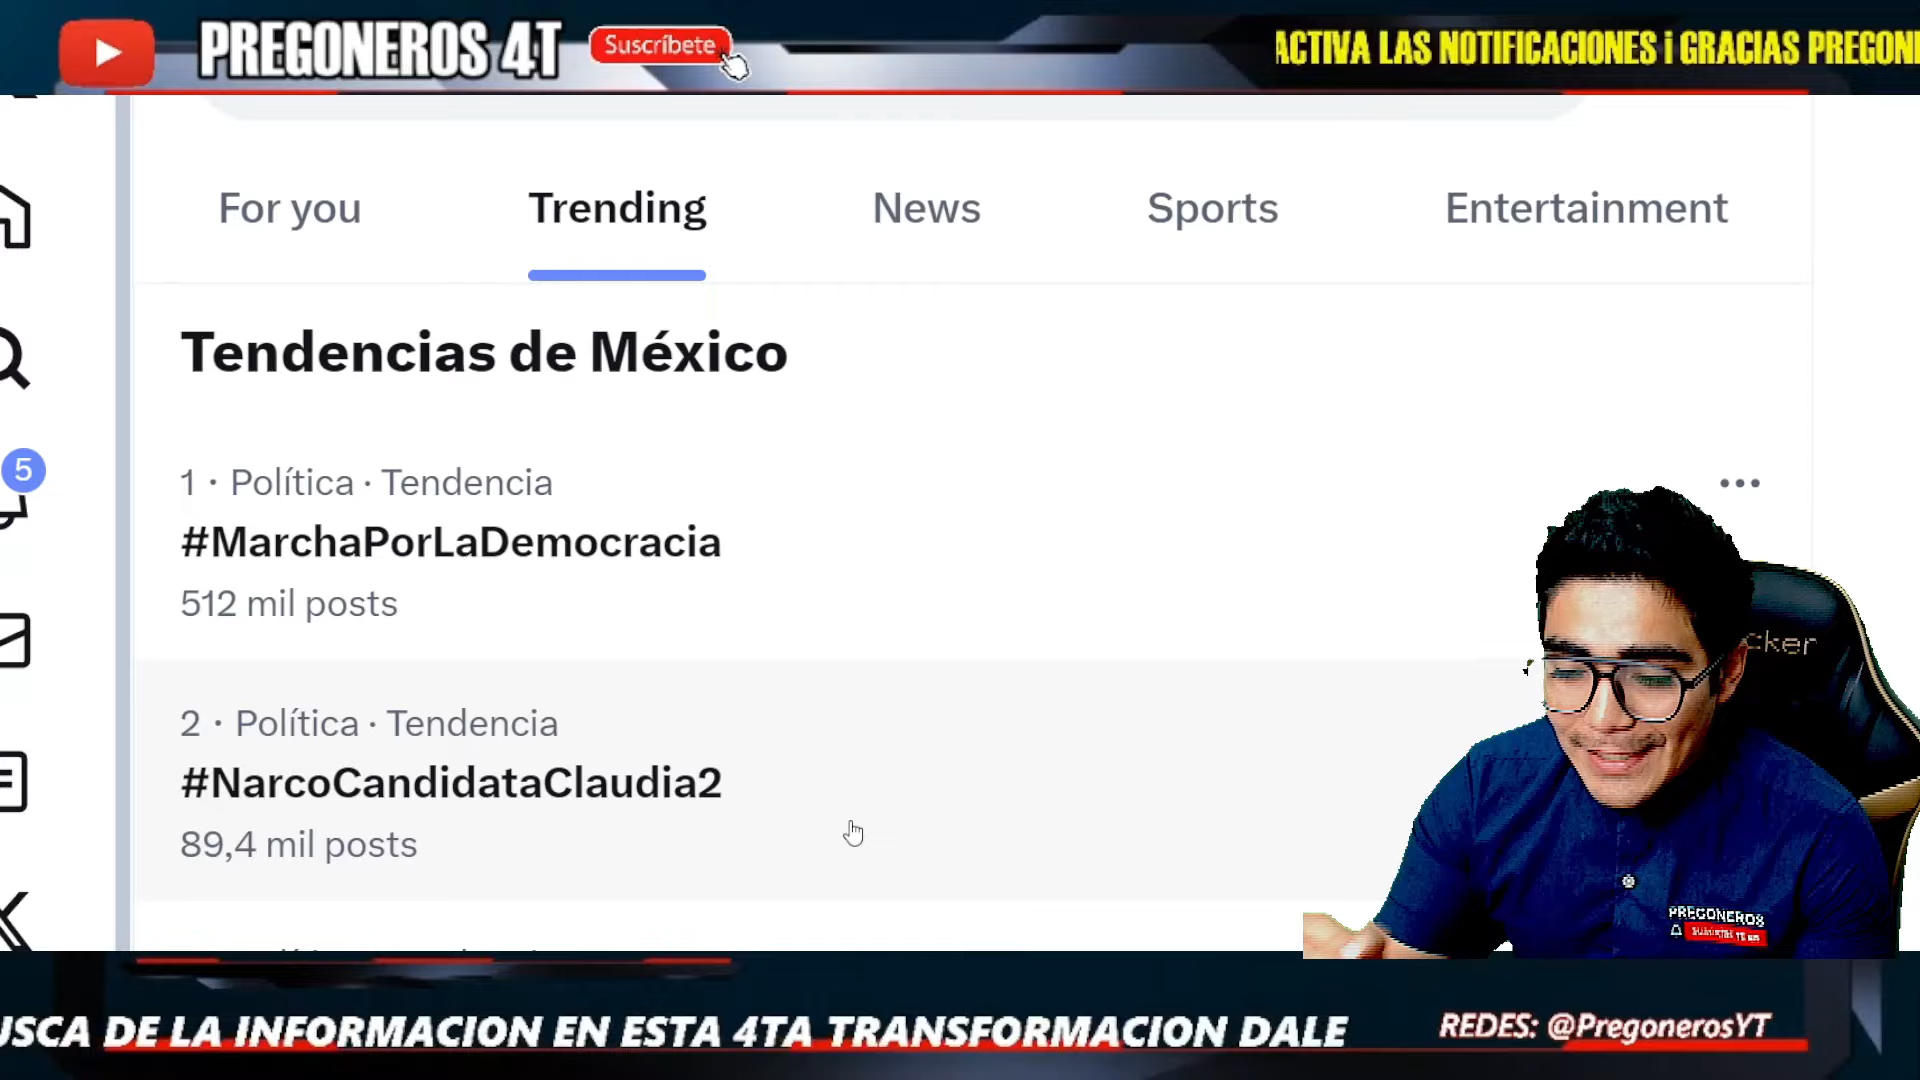 PREGONEROS 4T
Suscríbete
ACTIVA LAS NOTIFICACIONES ¡ GRACIAS
For you
Trending
News
Sports
Entertainment
Tendencias de México
1 · Política · Tendencia
#MarchaPorLaDemocracia
512 mil posts
5
2 · Política · Tendencia
#NarcoCandidataClaudia2
89,4 mil posts
cker
PREGONEROS
DE LA INFORMACION EN ESTA 4TA TRANSFORMACION DALE
REDES: @PregonerosYT